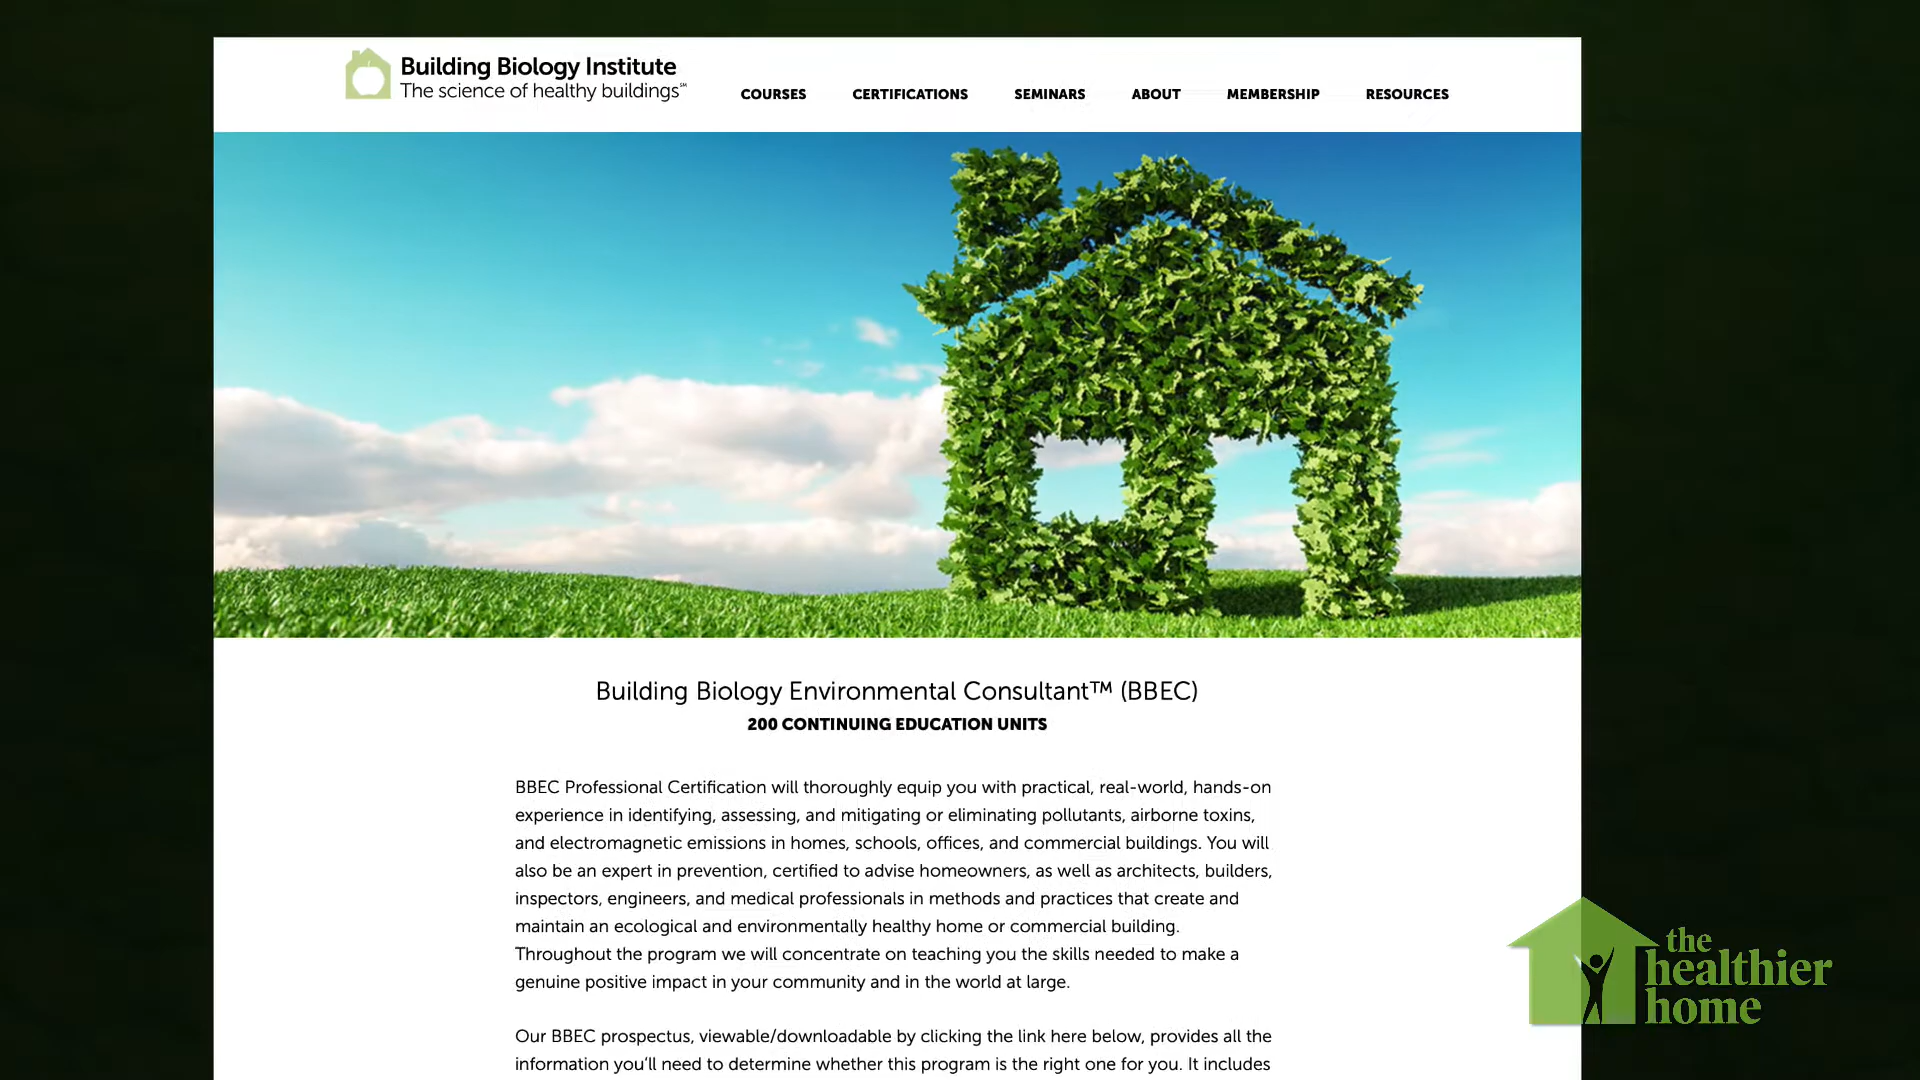 Building Biology Institute
The science of healthy buildings℠
COURSES CERTIFICATIONS SEMINARS ABOUT MEMBERSHIP RESOURCES
Building Biology Environmental Consultant™ (BBEC)
200 CONTINUING EDUCATION UNITS
BBEC Professional Certification will thoroughly equip you with practical, real-world, hands-on
experience in identifying, assessing, and mitigating or eliminating pollutants, airborne toxins,
and electromagnetic emissions in homes, schools, offices, and commercial buildings. You will
also be an expert in prevention, certified to advise homeowners, as well as architects, builders,
inspectors, engineers, and medical professionals in methods and practices that create and
maintain an ecological and environmentally healthy home or commercial building.
Throughout the program we will concentrate on teaching you the skills needed to make a
genuine positive impact in your community and in the world at large.
Our BBEC prospectus, viewable/downloadable by clicking the link here below, provides all the
information you'll need to determine whether this program is the right one for you. It includes
the
healthier
home